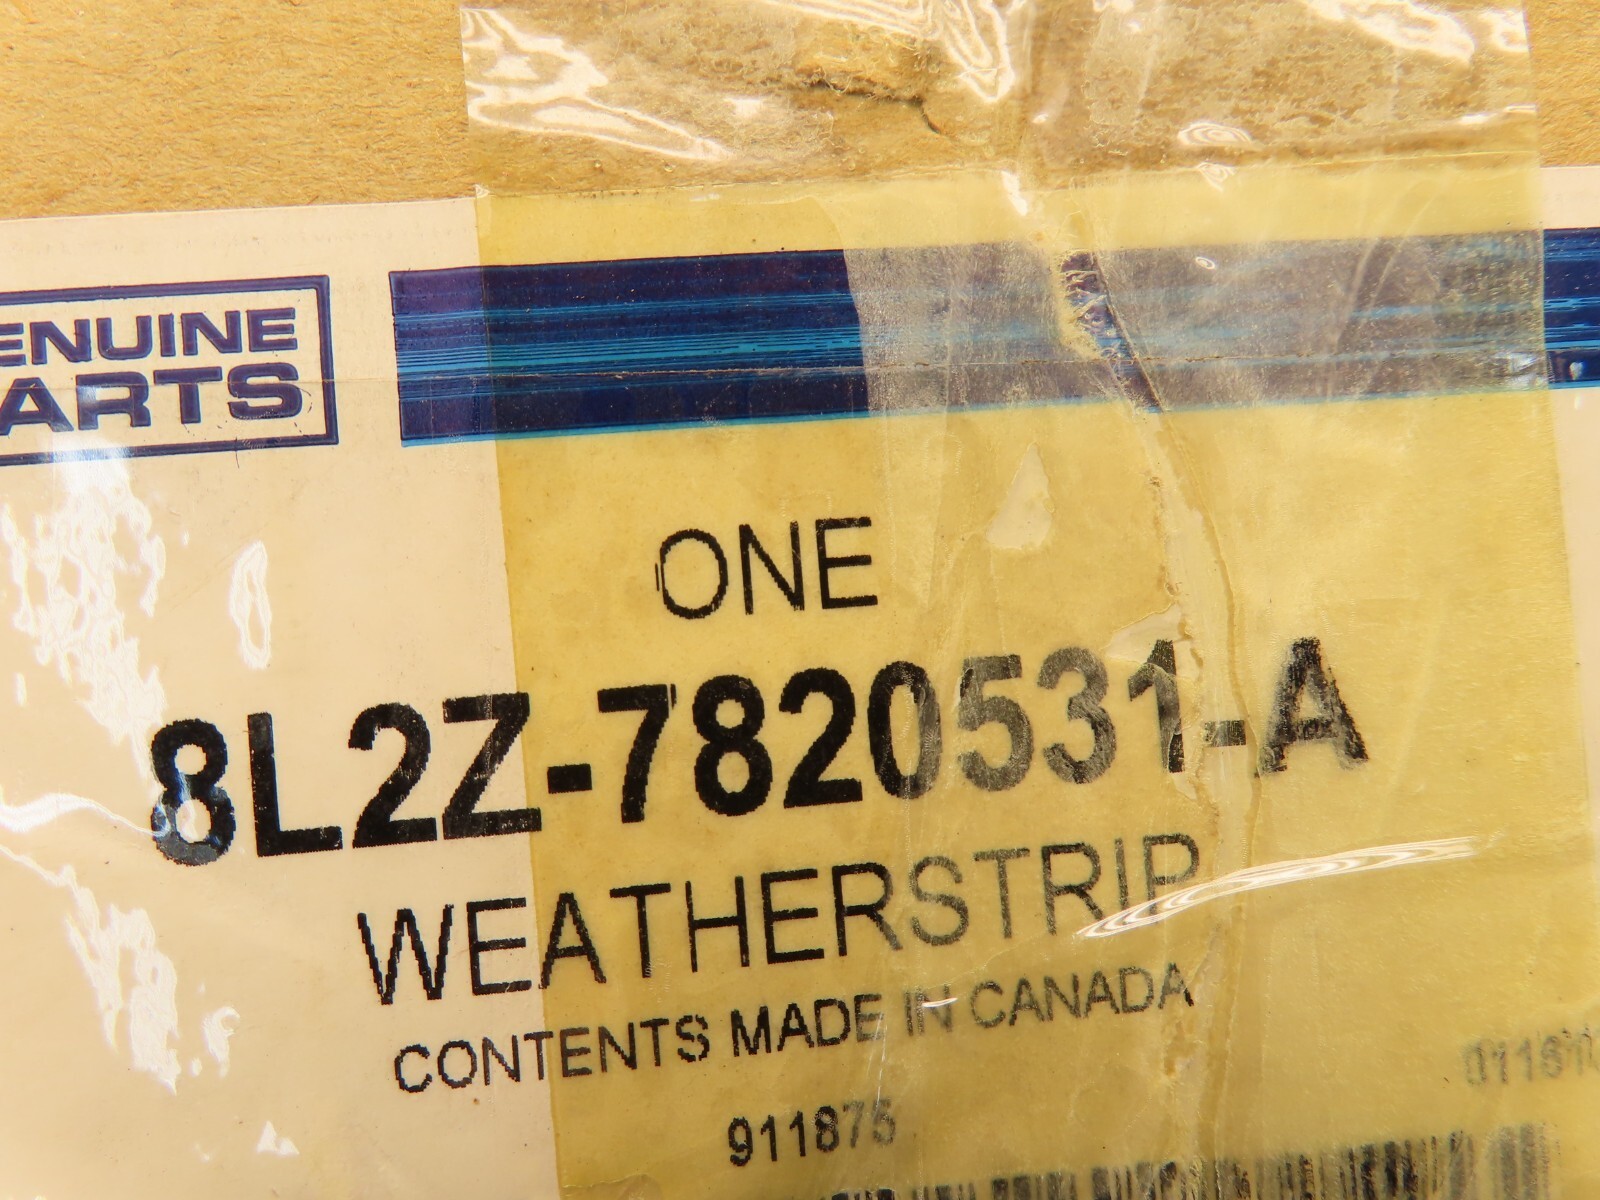 ENUINE
ARTS
ONE
8L2Z-7820531-A
WEATHERSTRIP
CONTENTS MADE IN CANADA
911875